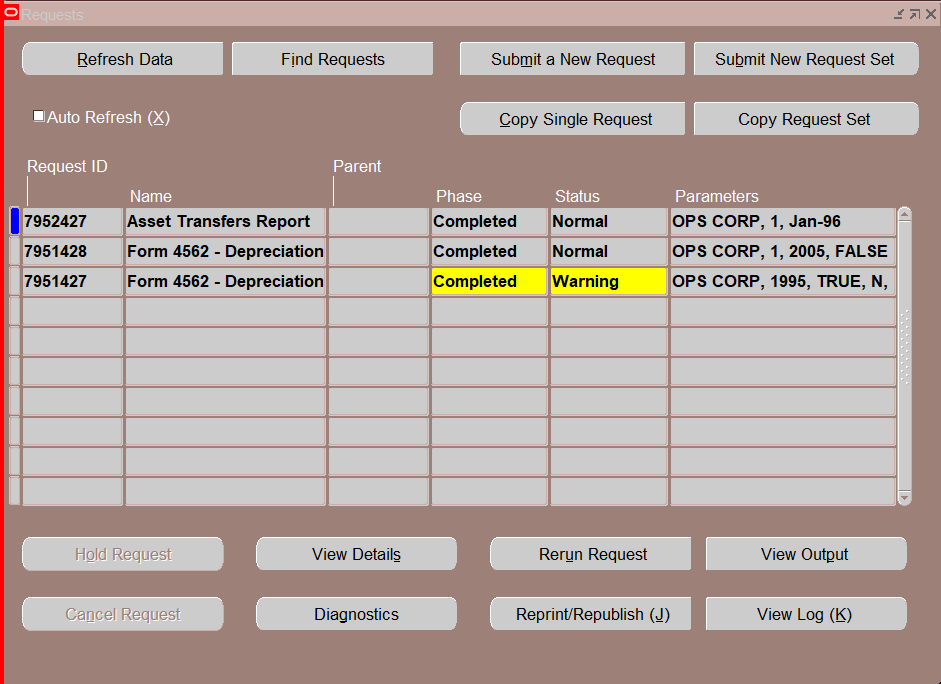 Requests
Refresh Data Find Requests Submit a New Request Submit New Request Set
Auto Refresh (X) Copy Single Request Copy Request Set
Request ID Parent
Name Phase Status Parameters
7952427 Asset Transfers Report Completed Normal OPS CORP, 1, Jan-96
7951428 Form 4562 - Depreciation Completed Normal OPS CORP, 1, 2005, FALSE
7951427 Form 4562 - Depreciation Completed Warning OPS CORP, 1995, TRUE, N,
Hold Request View Details Rerun Request View Output
Cancel Request Diagnostics Reprint/Republish (J) View Log (K)